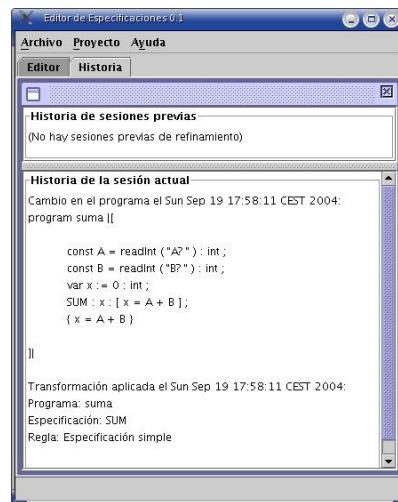 Editor de Especificaciones 0.1
Archivo Proyecto Ayuda
Editor Historia
Historia de sesiones previas
(No hay sesiones previas de refinamiento)
Historia de la sesión actual
Cambio en el programa el Sun Sep 19 17:58:11 CEST 2004:
program suma |[
const A = readInt ("A?") : int ;
const B = readInt ("B?") : int ;
var x := 0 : int ;
SUM : x : [ x = A + B ] ;
{ x = A + B }
]|
Transformación aplicada el Sun Sep 19 17:58:11 CEST 2004:
Programa: suma
Especificación: SUM
Regla: Especificación simple